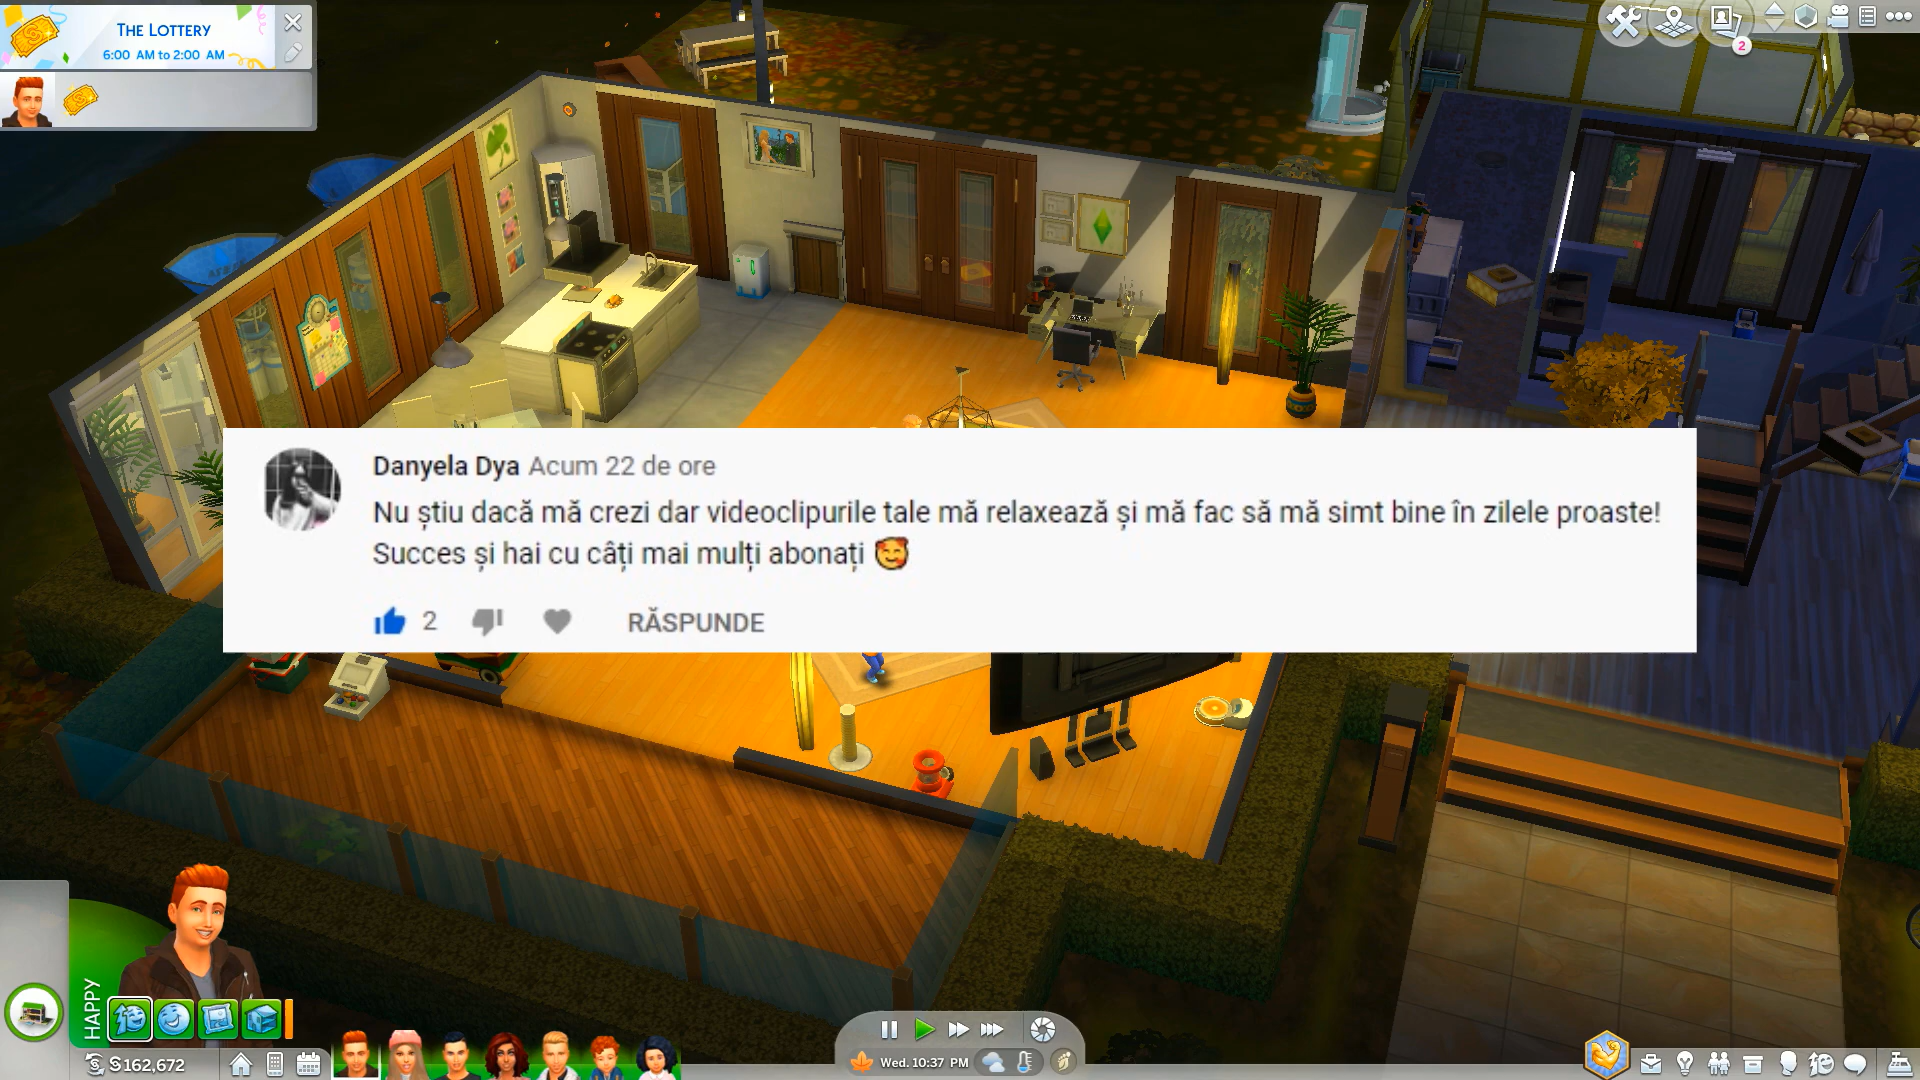 THE LOTTERY
6:00 AM to 2:00 AM
2
Danyela Dya Acum 22 de ore
Nu știu dacă mă crezi dar videoclipurile tale mă relaxează și mă fac să mă simt bine în zilele proaste!
Succes și hai cu câți mai mulți abonați 🥰
2 RĂSPUNDE
HAPPY
162,672
Wed. 10:37 PM